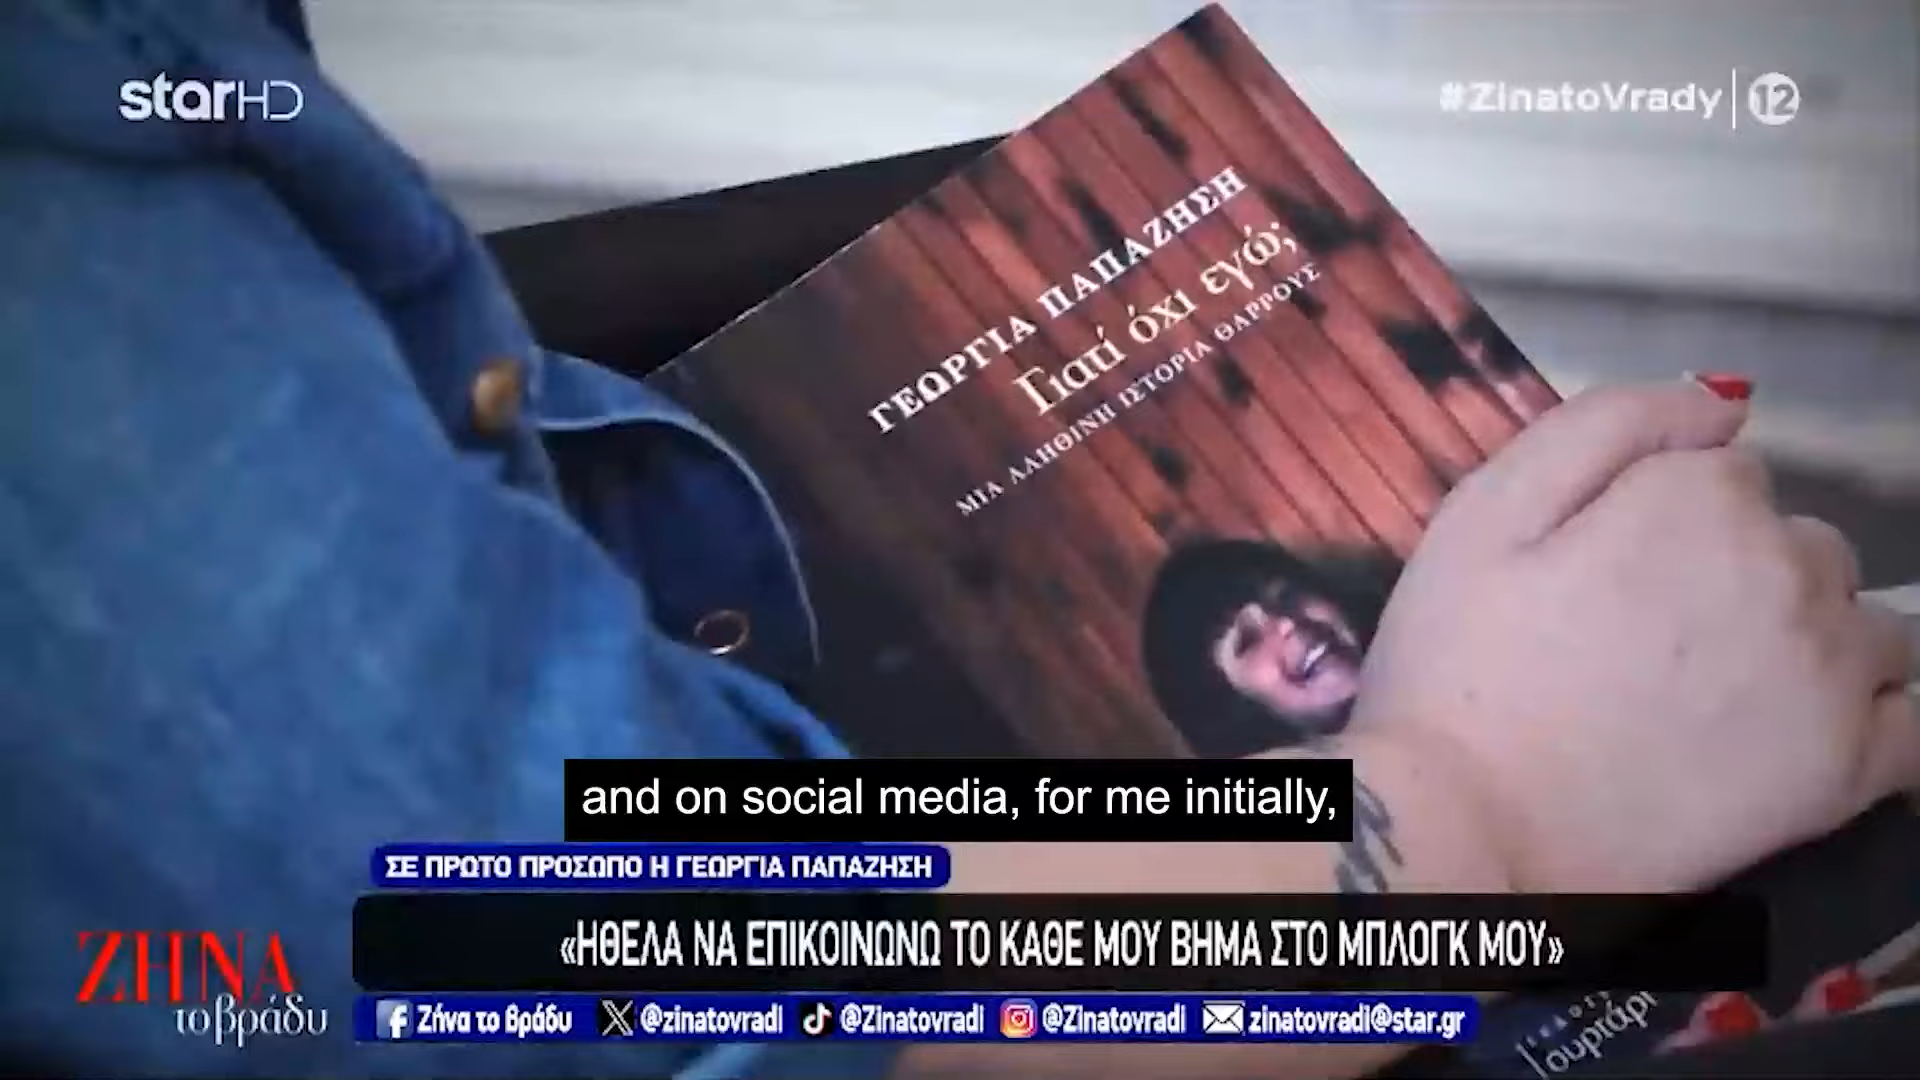 starHD
#ZinatoVrady 12
ΓΕΩΡΓΙΑ ΠΑΠΑΖΗΣΗ
Γιατί όχι εγώ;
ΜΙΑ ΑΛΗΘΙΝΗ ΙΣΤΟΡΙΑ ΘΑΡΡΟΥΣ
and on social media, for me initially,
ΣΕ ΠΡΩΤΟ ΠΡΟΣΩΠΟ Η ΓΕΩΡΓΙΑ ΠΑΠΑΖΗΣΗ
«ΗΘΕΛΑ ΝΑ ΕΠΙΚΟΙΝΩΝΩ ΤΟ ΚΑΘΕ ΜΟΥ ΒΗΜΑ ΣΤΟ ΜΠΛΟΓΚ ΜΟΥ»
ΖΗΝΑ
το βράδυ
Ζήνα το βράδυ @zinatovradi @Zinatovradi @Zinatovradi zinatovradi@star.gr